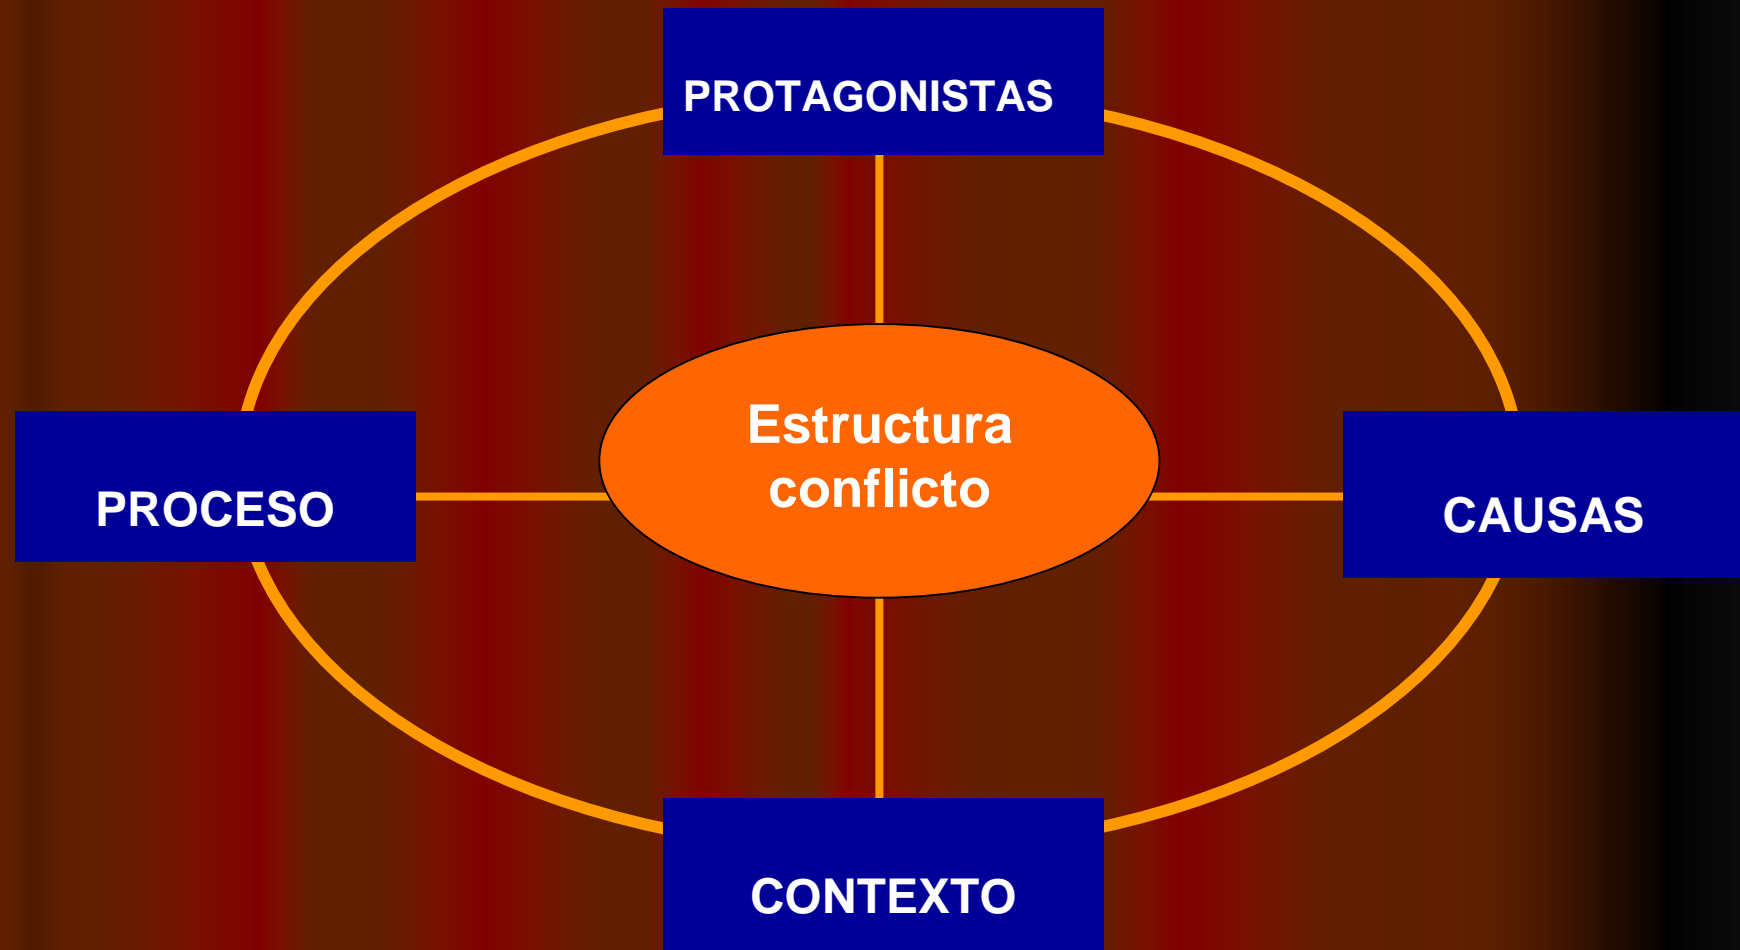 PROTAGONISTAS
Estructura
conflicto
PROCESO
CAUSAS
CONTEXTO